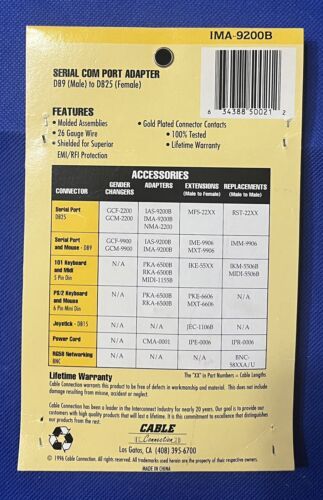 IMA-9200B
SERIAL COM PORT ADAPTER
DB9 (Male) to DB25 (Female)
6 34388 50021 2
FEATURES
• Molded Assemblies
• 26 Gauge Wire
• Shielded for Superior
EMI/RFI Protection
• Gold Plated Connector Contacts
• 100% Tested
• Lifetime Warranty
ACCESSORIES
CONNECTOR GENDER CHANGERS ADAPTERS EXTENSIONS (Male to Female) REPLACEMENTS (Male to Male)
Serial Port GCF-2200 IAS-9200B MFS-22XX RST-22XX
DB25 GCM-2200 IMA-9200B
NMA-2200
Serial Port GCF-9900 IAS-9200B IME-9906 IMM-9906
and Mouse - DB9 GCM-9900 IMA-9200B MXT-9906
101 Keyboard N/A PKA-6500B IKE-55XX IKM-5506B
and Midi RKA-6500B MIDI-5506B
5 Pin Din MIDI-1155B
PS/2 Keyboard N/A PKA-6500B PKE-6606 N/A
and Mouse RKA-6500B MXT-6606
6 Pin Mini Din
Joystick - DB15 N/A N/A JEC-1106B N/A
Power Cord N/A CMA-0001 IPE-0006 IPR-0006
RG58 Networking N/A N/A N/A BNC-
BNC 58XXA/U
The "XX" in Part Numbers = Cable Lengths
Lifetime Warranty
Cable Connection warrants this product to be free of defects in workmanship and material. This does not include
damage resulting from misuse, accident or neglect.
Cable Connection has been a leader in the Interconnect Industry for nearly 20 years. Our goal is to provide our
customers with high quality products that will last a lifetime. It is this commitment to excellence that distinguishes
our products from the rest.
CABLE
Connection
Los Gatos, CA (408) 395-6700
© 1996 Cable Connection. All rights reserved. All trademarks used herein are the property of their respective owners.
MADE IN CHINA